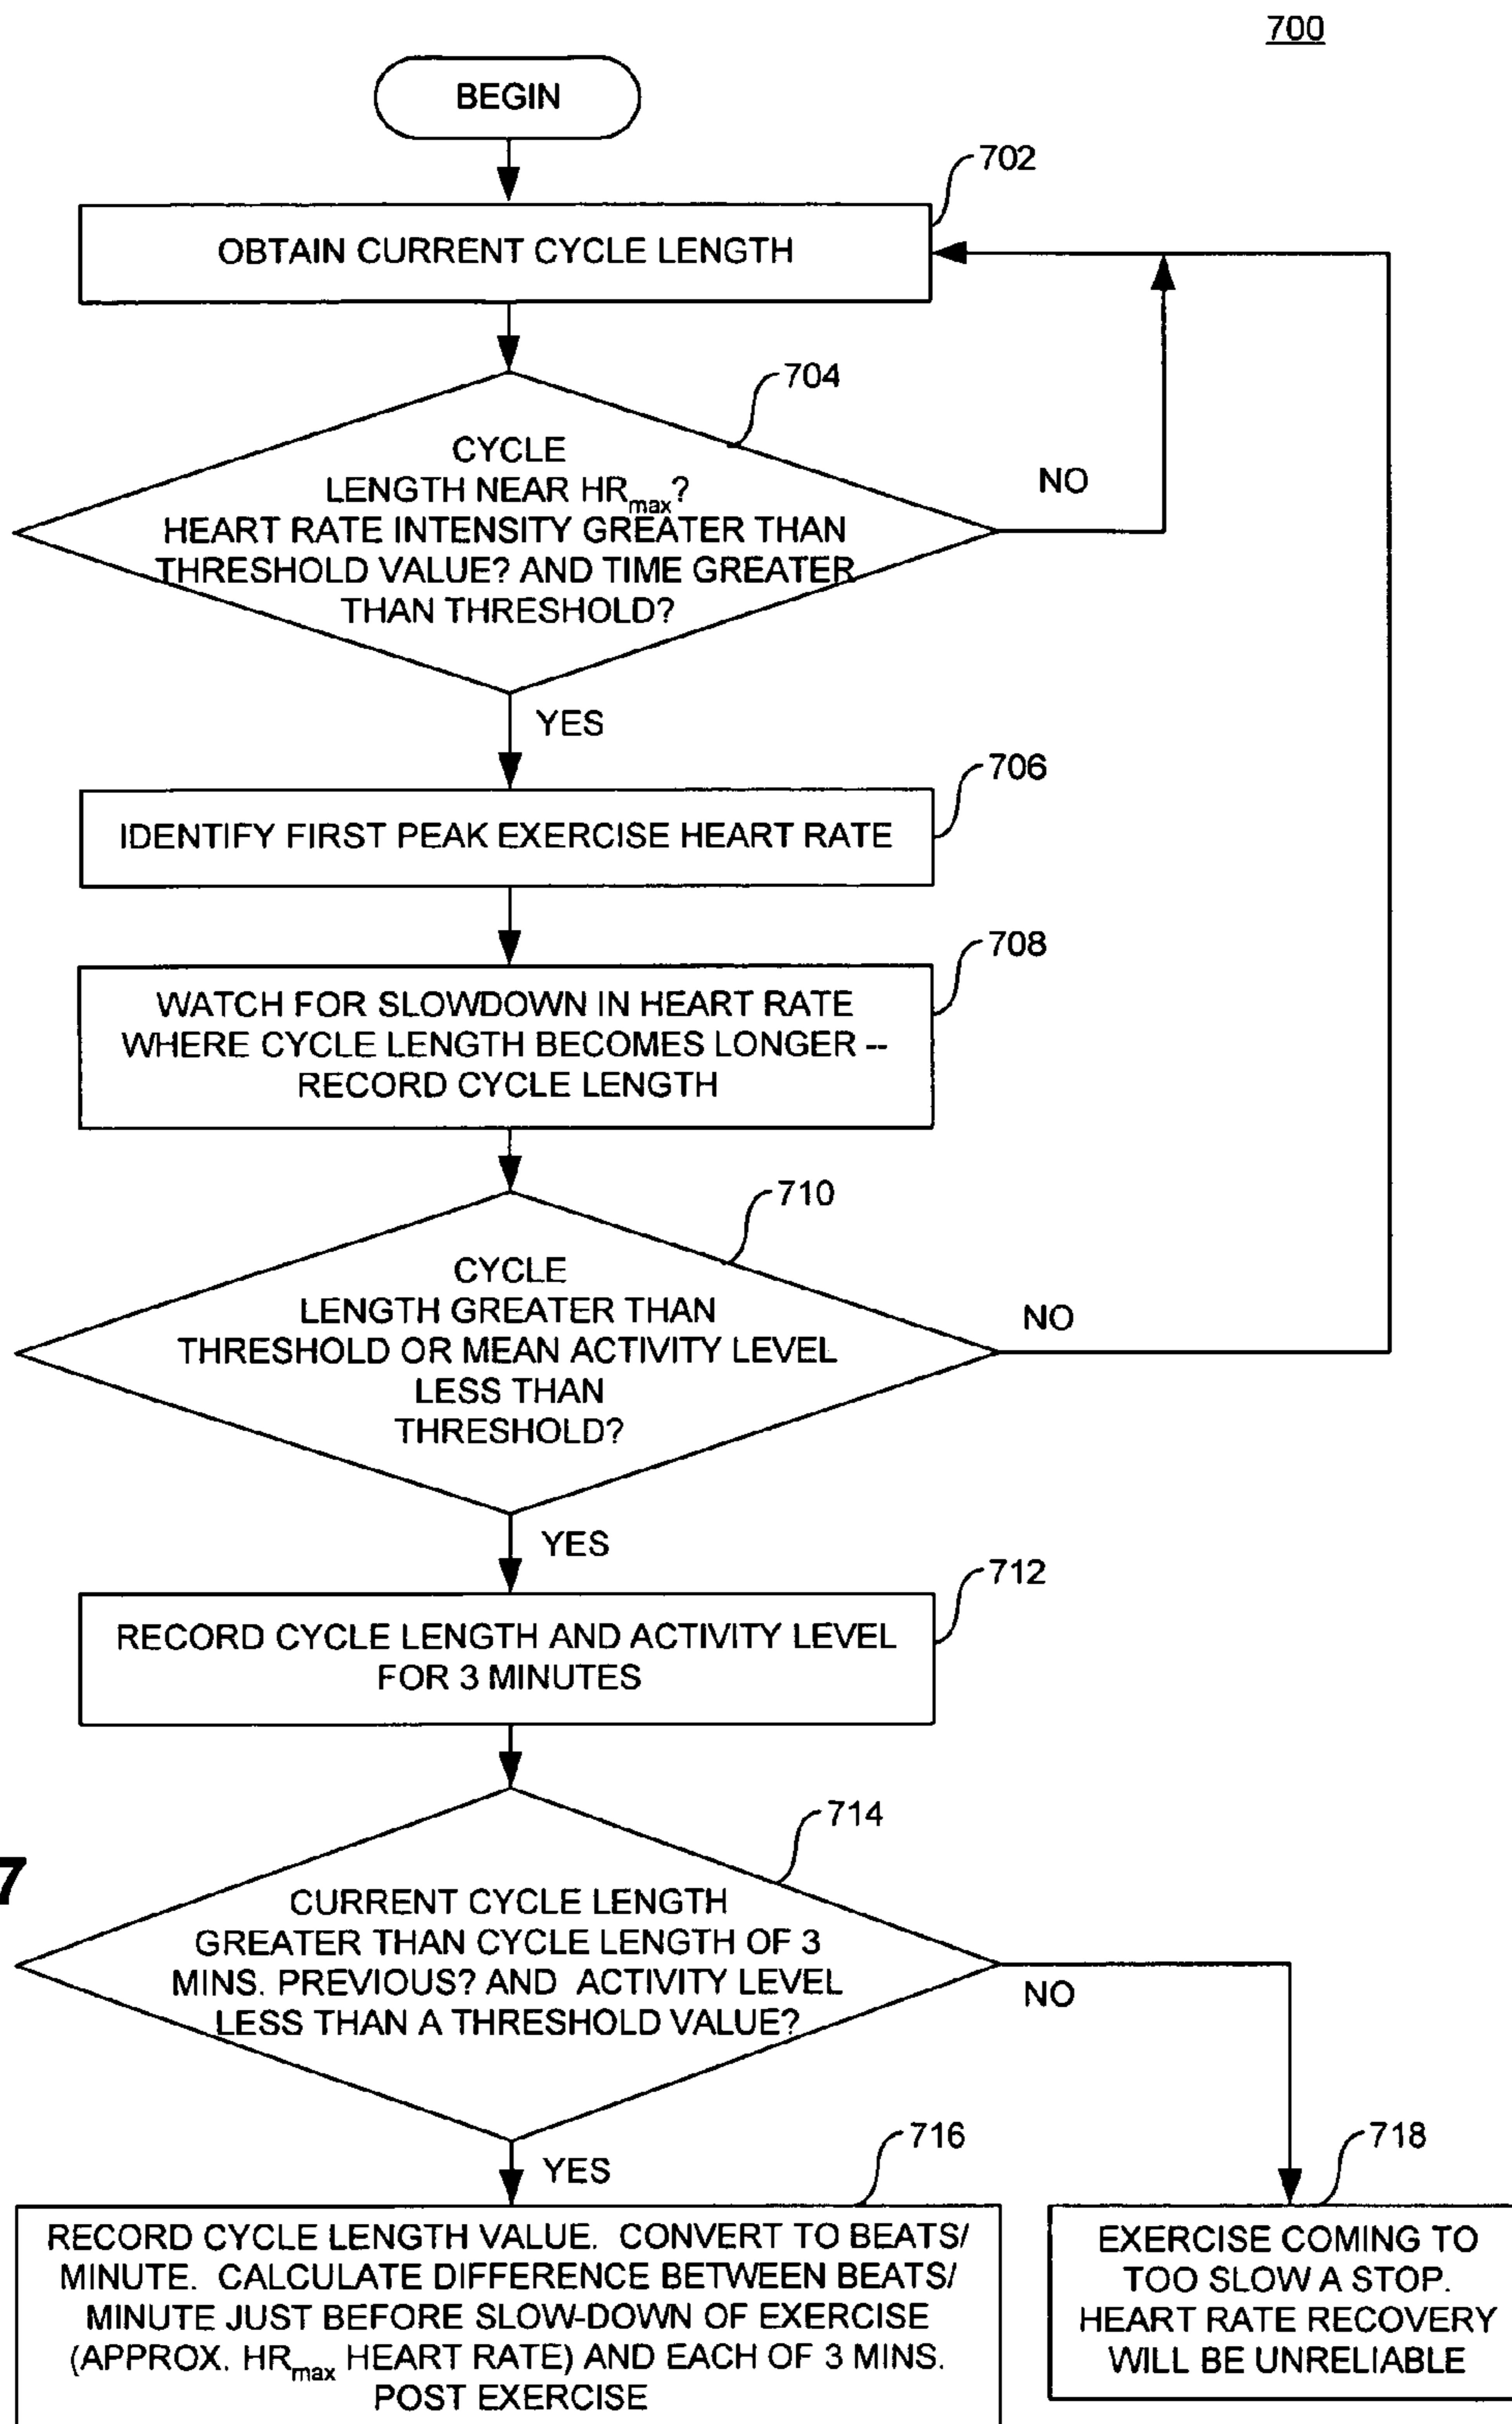 700
BEGIN
702
OBTAIN CURRENT CYCLE LENGTH
704
CYCLE
LENGTH NEAR HRmax?
HEART RATE INTENSITY GREATER THAN
THRESHOLD VALUE? AND TIME GREATER
THAN THRESHOLD?
NO
YES
706
IDENTIFY FIRST PEAK EXERCISE HEART RATE
708
WATCH FOR SLOWDOWN IN HEART RATE
WHERE CYCLE LENGTH BECOMES LONGER --
RECORD CYCLE LENGTH
710
CYCLE
LENGTH GREATER THAN
THRESHOLD OR MEAN ACTIVITY LEVEL
LESS THAN
THRESHOLD?
NO
YES
712
RECORD CYCLE LENGTH AND ACTIVITY LEVEL
FOR 3 MINUTES
714
7
CURRENT CYCLE LENGTH
GREATER THAN CYCLE LENGTH OF 3
MINS. PREVIOUS? AND ACTIVITY LEVEL
LESS THAN A THRESHOLD VALUE?
NO
YES
716
718
RECORD CYCLE LENGTH VALUE. CONVERT TO BEATS/
MINUTE. CALCULATE DIFFERENCE BETWEEN BEATS/
MINUTE JUST BEFORE SLOW-DOWN OF EXERCISE
(APPROX. HRmax HEART RATE) AND EACH OF 3 MINS.
POST EXERCISE
EXERCISE COMING TO
TOO SLOW A STOP.
HEART RATE RECOVERY
WILL BE UNRELIABLE